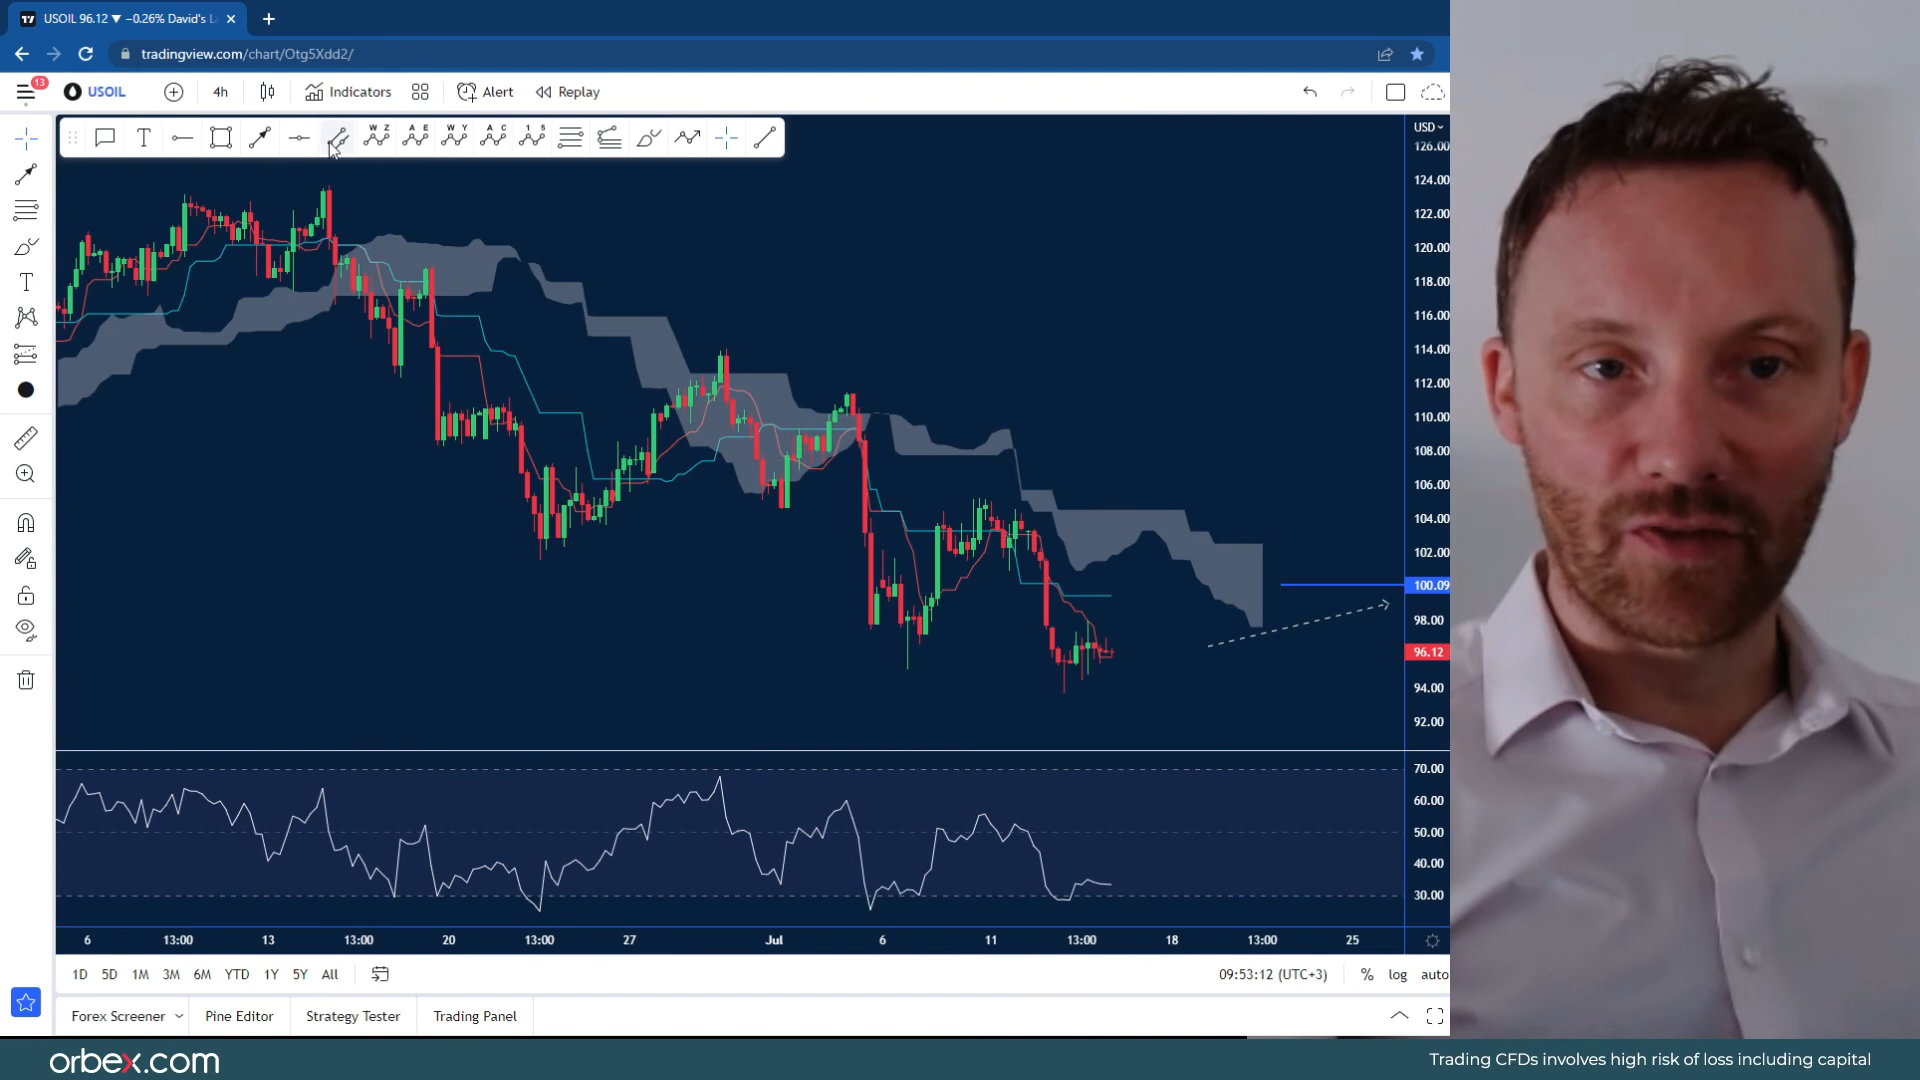 USOIL 96.12 ▼ −0.26% David's L
tradingview.com/chart/Otg5Xdd2/
13
USOIL 4h Indicators Alert Replay
T W Z A E W Y A C 1 5
USD
126.00
124.00
122.00
120.00
118.00
116.00
114.00
112.00
110.00
108.00
106.00
104.00
102.00
100.09
98.00
96.12
94.00
92.00
70.00
60.00
50.00
40.00
30.00
6 13:00 13 13:00 20 13:00 27 Jul 6 11 13:00 18 13:00 25
1D 5D 1M 3M 6M YTD 1Y 5Y All 09:53:12 (UTC+3) % log auto
Forex Screener Pine Editor Strategy Tester Trading Panel
orbex.com
Trading CFDs involves high risk of loss including capital